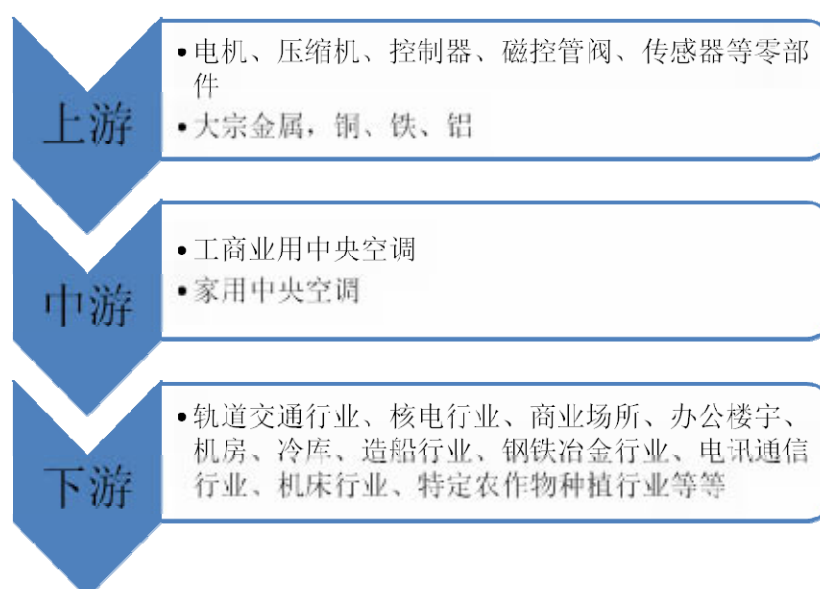 上游
•电机、压缩机、控制器、磁控管阀、传感器等零部
件
•大宗金属，铜、铁、铝
中游
•工商业用中央空调
•家用中央空调
下游
•轨道交通行业、核电行业、商业场所、办公楼宇、
机房、冷库、造船行业、钢铁冶金行业、电讯通信
行业、机床行业、特定农作物种植行业等等